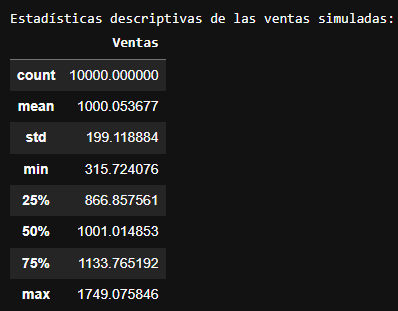 Estadísticas descriptivas de las ventas simuladas:
Ventas
count 10000.000000
mean 1000.053677
std 199.118884
min 315.724076
25% 866.857561
50% 1001.014853
75% 1133.765192
max 1749.075846